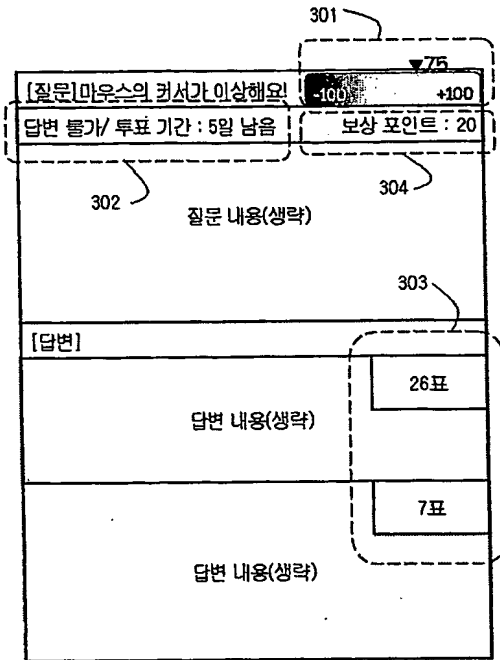 301
▼75
[질문]마우스의 커서가 이상해요! -100 +100
답변 불가/ 투표 기간 : 5일 남음 보상 포인트 : 20
302
304
질문 내용(생략)
303
[답변]
26표
답변 내용(생략)
7표
답변 내용(생략)